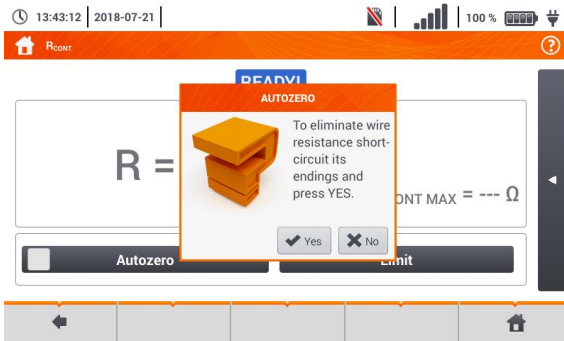 13:43:12 2018-07-21 100 %
RCONT ?
READY!
AUTOZERO
To eliminate wire
resistance short-
circuit its
endings and
press YES.
R =
ONT MAX = --- Ω
Yes No
Autozero Limit